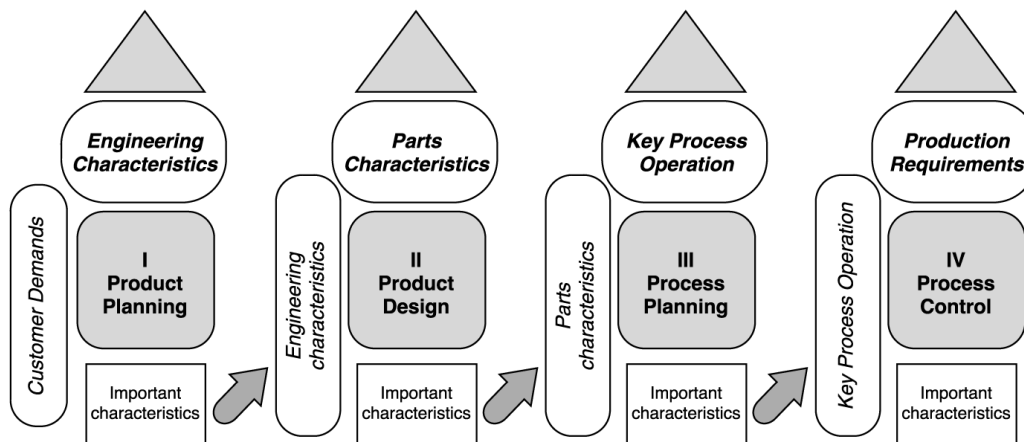 Engineering
Characteristics
Parts
Characteristics
Key Process
Operation
Production
Requirements
Customer Demands
I
Product
Planning
Engineering
characteristics
II
Product
Design
Parts
characteristics
III
Process
Planning
Key Process Operation
IV
Process
Control
Important
characteristics
Important
characteristics
Important
characteristics
Important
characteristics